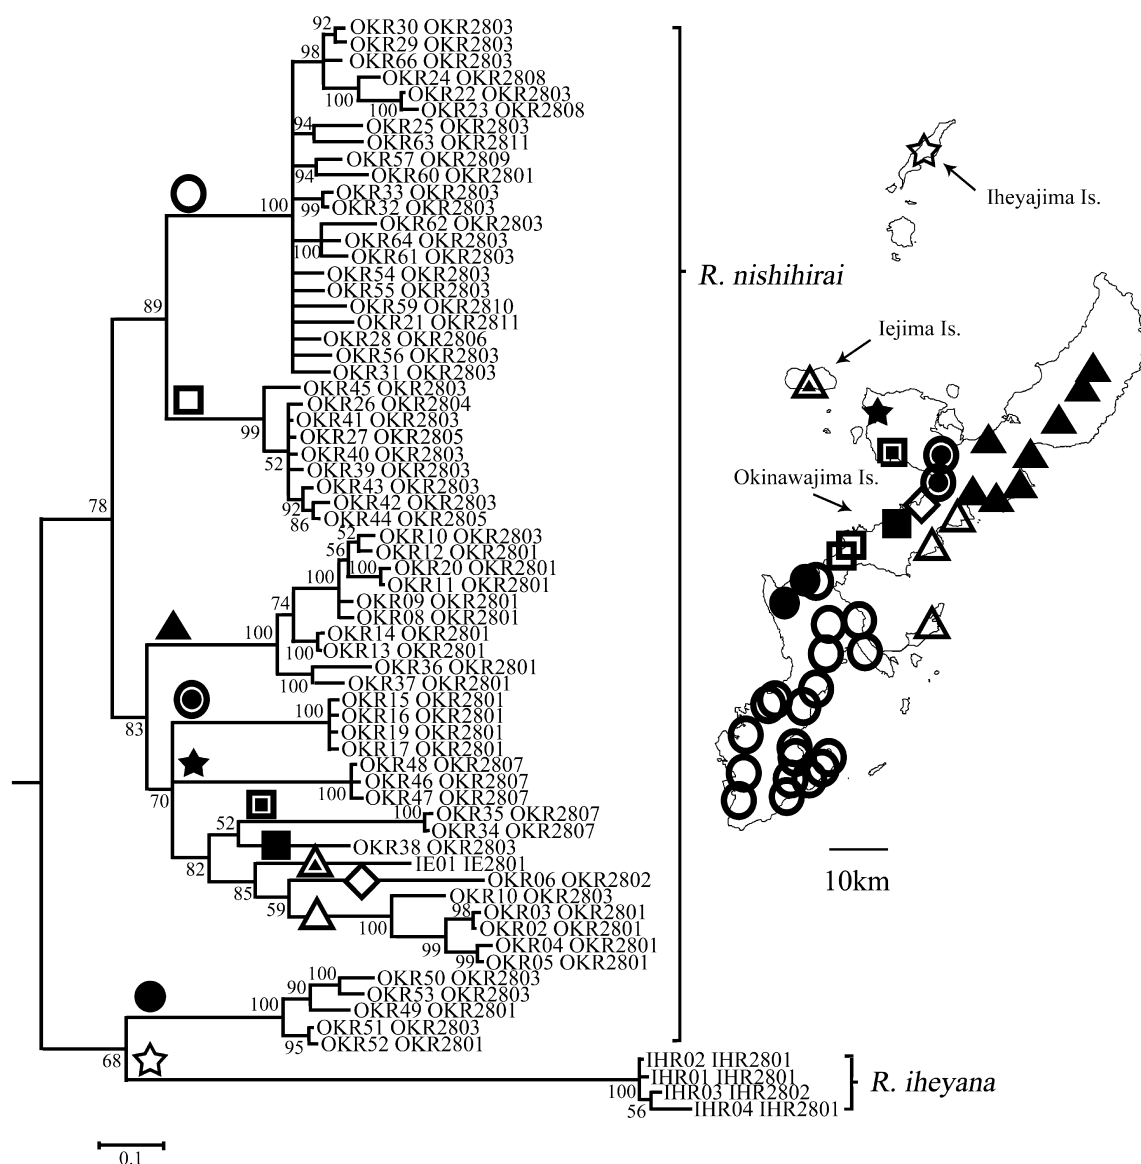 92
OKR30 OKR2803
OKR29 OKR2803
98
OKR66 OKR2803
OKR24 OKR2808
100
OKR22 OKR2803
100
OKR23 OKR2808
94
OKR25 OKR2803
OKR63 OKR2811
OKR57 OKR2809
94
OKR60 OKR2801
OKR33 OKR2803
100
99
OKR32 OKR2803
OKR62 OKR2803
OKR64 OKR2803
100
OKR61 OKR2803
OKR54 OKR2803
OKR55 OKR2803
89
OKR59 OKR2810
OKR21 OKR2811
OKR28 OKR2806
OKR56 OKR2803
OKR31 OKR2803
OKR45 OKR2803
OKR26 OKR2804
OKR41 OKR2803
99
OKR27 OKR2805
OKR40 OKR2803
52
OKR39 OKR2803
OKR43 OKR2803
92
OKR42 OKR2803
86
OKR44 OKR2805
78
52
OKR10 OKR2803
56
OKR12 OKR2801
100
OKR20 OKR2801
100
OKR11 OKR2801
74
OKR09 OKR2801
OKR08 OKR2801
100
OKR14 OKR2801
100
OKR13 OKR2801
OKR36 OKR2801
100
OKR37 OKR2801
83
OKR15 OKR2801
100
OKR16 OKR2801
OKR19 OKR2801
OKR17 OKR2801
OKR48 OKR2807
OKR46 OKR2807
100
OKR47 OKR2807
70
100
OKR35 OKR2807
52
OKR34 OKR2807
OKR38 OKR2803
82
IE01 IE2801
85
OKR06 OKR2802
59
OKR10 OKR2803
98
OKR03 OKR2801
100
OKR02 OKR2801
99
OKR04 OKR2801
99
OKR05 OKR2801
100
OKR50 OKR2803
90
OKR53 OKR2803
100
OKR49 OKR2801
OKR51 OKR2803
95
OKR52 OKR2801
68
IHR02 IHR2801
IHR01 IHR2801
100
IHR03 IHR2802
56
IHR04 IHR2801
0.1
R. nishihirai
R. iheyana
Iheyajima Is.
Iejima Is.
Okinawajima Is.
10km